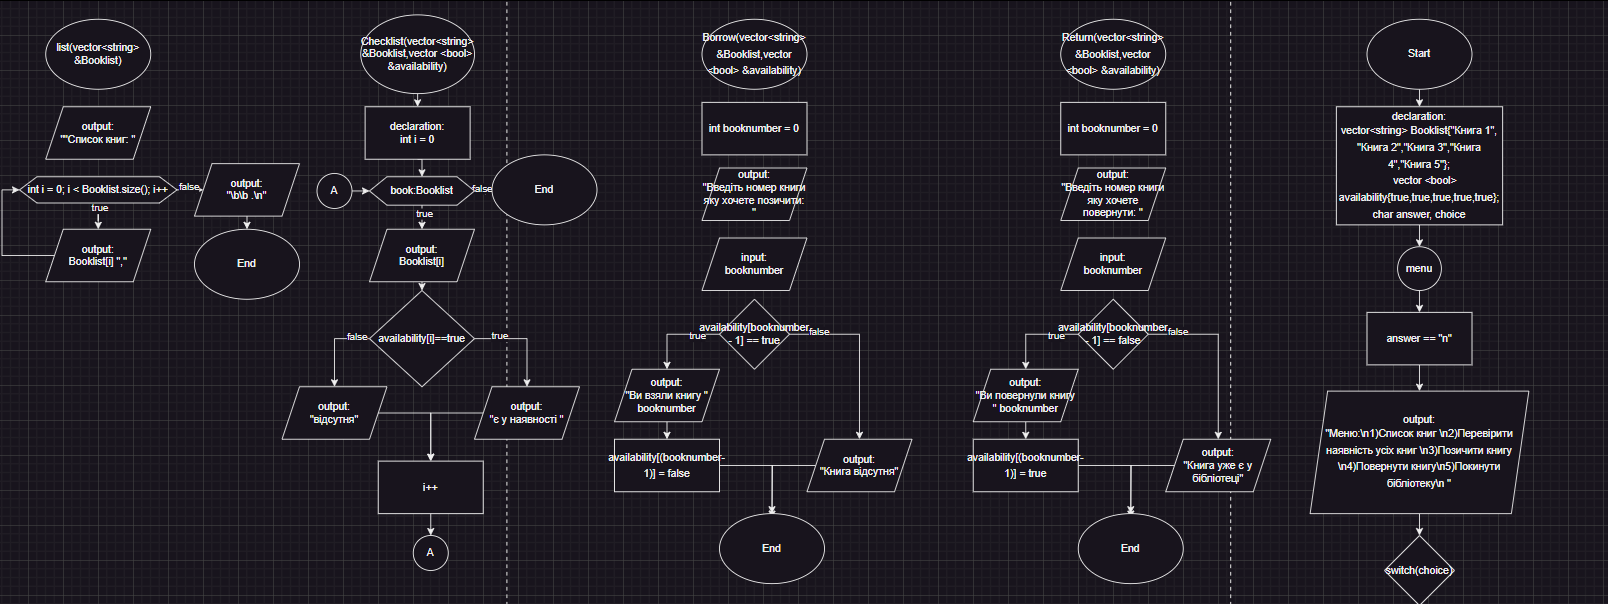 list(vector<string>
&Booklist)
output:
""Список книг: "
int i = 0; i < Booklist.size(); i++
false
true
output:
"\b\b .\n"
output:
Booklist[i] ","
End
Checklist(vector<string>
&Booklist,vector <bool>
&availability)
declaration:
int i = 0
A
book:Booklist
false
End
true
output:
Booklist[i]
availability[i]==true
false
true
output:
"відсутня"
output:
"є у наявності "
i++
A
Borrow(vector<string>
&Booklist,vector
<bool> &availability)
int booknumber = 0
output:
"Введіть номер книги
яку хочете позичити:
"
input:
booknumber
availability[booknumber
- 1] == true
true
false
output:
"Ви взяли книгу "
booknumber
availability[(booknumber-
1)] = false
output:
"Книга відсутня"
End
Return(vector<string>
&Booklist,vector
<bool> &availability)
int booknumber = 0
output:
"Введіть номер книги
яку хочете
повернути: "
input:
booknumber
availability[booknumber
- 1] == false
true
false
output:
"Ви повернули книгу
" booknumber
availability[(booknumber-
1)] = true
output:
"Книга уже є у
бібліотеці"
End
Start
declaration:
vector<string> Booklist{"Книга 1",
"Книга 2","Книга 3","Книга
4","Книга 5"};
vector <bool>
availability{true,true,true,true,true};
char answer, choice
menu
answer == "n"
output:
"Меню:\n1)Список книг \n2)Перевірити
наявність усіх книг \n3)Позичити книгу
\n4)Повернути книгу\n5)Покинути
бібліотеку\n "
switch(choice)